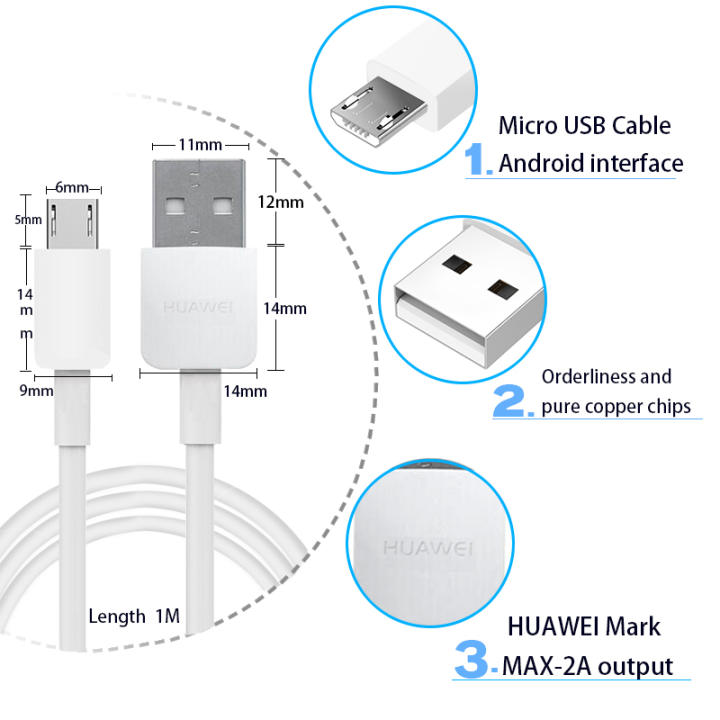 11mm
6mm
12mm
5mm
HUAWEI
14
m
m
14mm
9mm
14mm
Length 1M
Micro USB Cable
1. Android interface
Orderliness and
2. pure copper chips
HUAWEI
HUAWEI Mark
3. MAX-2A output